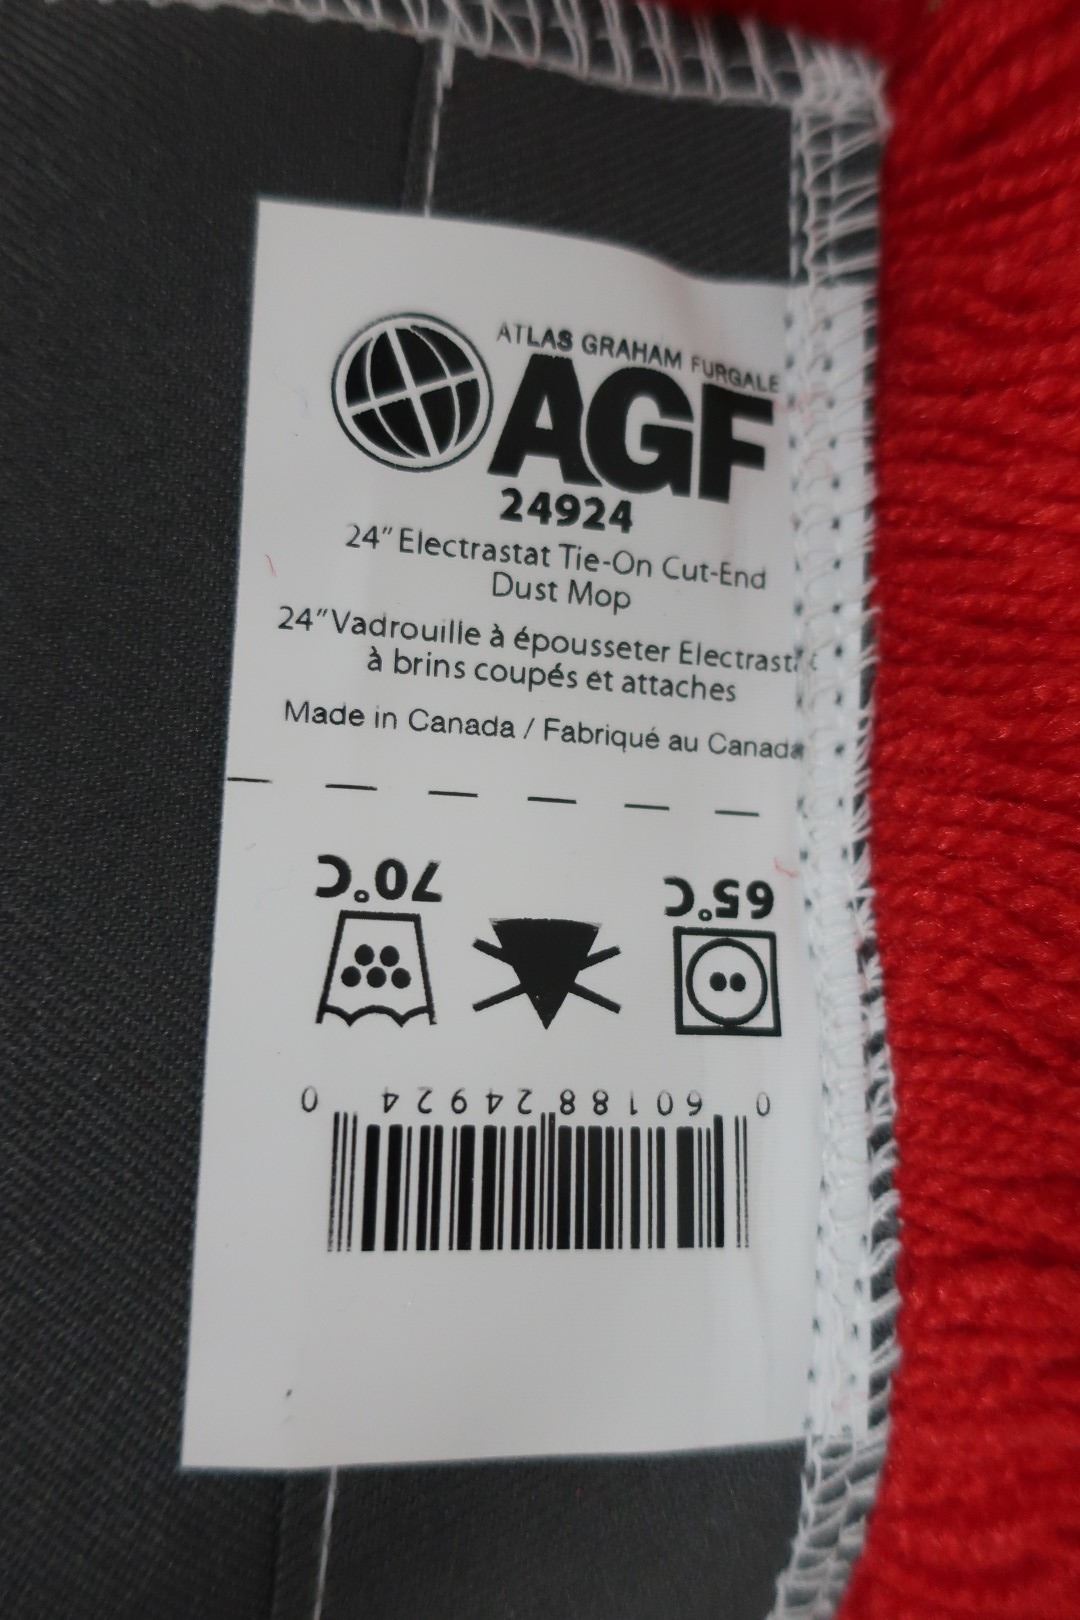 ATLAS GRAHAM FURGALE
AGF
24924
24" Electrastat Tie-On Cut-End
Dust Mop
24" Vadrouille à épousseter Electrastat
à brins coupés et attaches
Made in Canada / Fabriqué au Canada
65°C 70°C
0 60188 24924 0